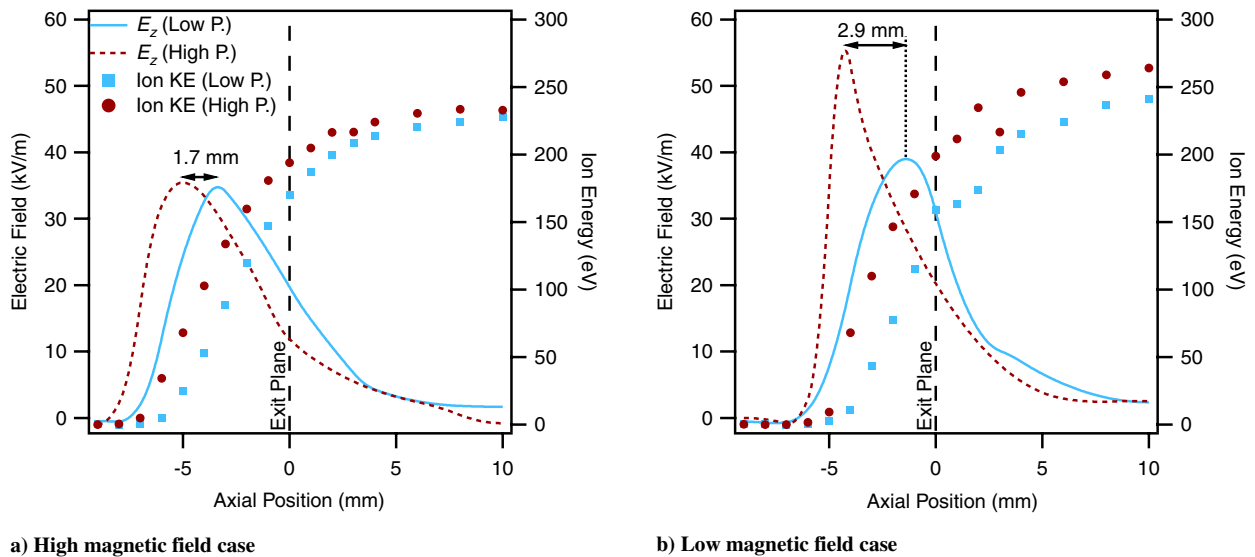 60
50
40
30
20
10
0
Electric Field (kV/m)
E_z (Low P.)
E_z (High P.)
Ion KE (Low P.)
Ion KE (High P.)
1.7 mm
Exit Plane
300
250
200
150
100
50
0
Ion Energy
(eV)
-5 0 5 10
Axial Position (mm)
a) High magnetic field case
60
50
40
30
20
10
0
Electric Field (kV/m)
2.9 mm
Exit Plane
300
250
200
150
100
50
0
Ion Energy
(eV)
-5 0 5 10
Axial Position (mm)
b) Low magnetic field case